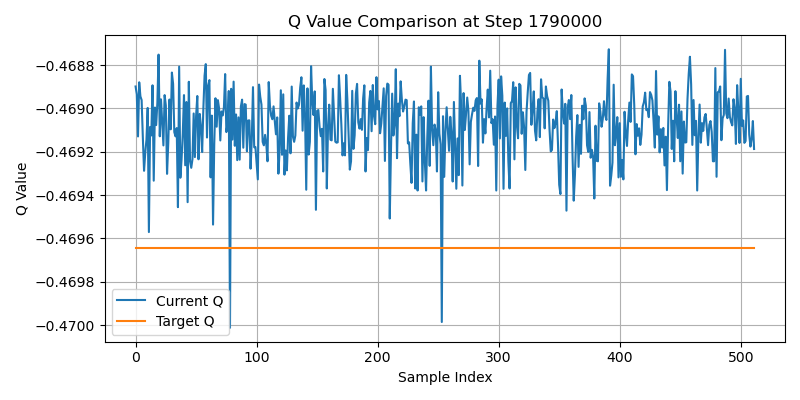 Q Value Comparison at Step 1790000
Q Value
−0.4688
−0.4690
−0.4692
−0.4694
−0.4696
−0.4698
−0.4700
Current Q
Target Q
0
100
200
300
400
500
Sample Index